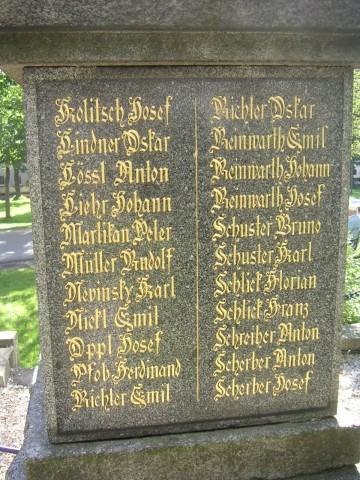 Kolitsch Josef
Lindner Oskar
Lössl Anton
Liehr Johann
Martikan Peter
Müller Rudolf
Nevinsky Karl
Nickl Emil
Oppl Josef
Pfob Ferdinand
Richter Emil
Richter Oskar
Reinwarth Emil
Reinwarth Johann
Reinwarth Josef
Schuster Bruno
Schuster Karl
Schlick Florian
Schlick Franz
Schreiber Anton
Scherber Anton
Scherber Josef